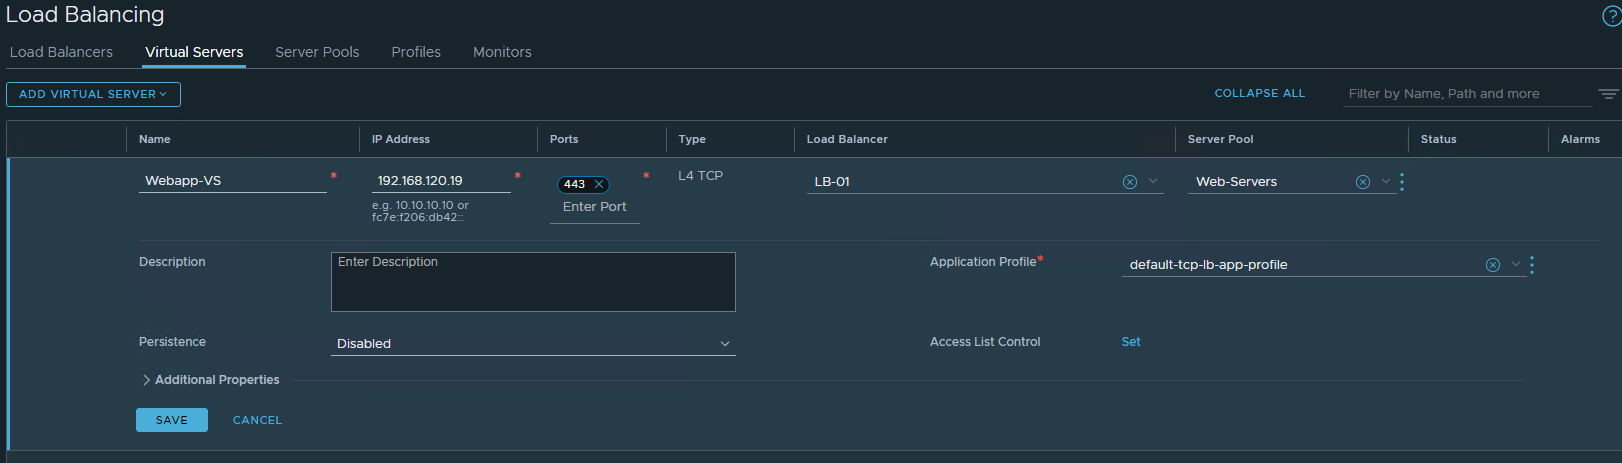 Load Balancing
?
Load Balancers Virtual Servers Server Pools Profiles Monitors
ADD VIRTUAL SERVER
COLLAPSE ALL
Filter by Name, Path and more
Name IP Address Ports Type Load Balancer Server Pool Status Alarms
Webapp-VS * 192.168.120.19 * 443 * L4 TCP LB-01 Web-Servers
e.g. 10.10.10.10 or
fc7e:f206:db42::
Enter Port
Description Enter Description Application Profile* default-tcp-lb-app-profile
Persistence Disabled Access List Control Set
Additional Properties
SAVE CANCEL